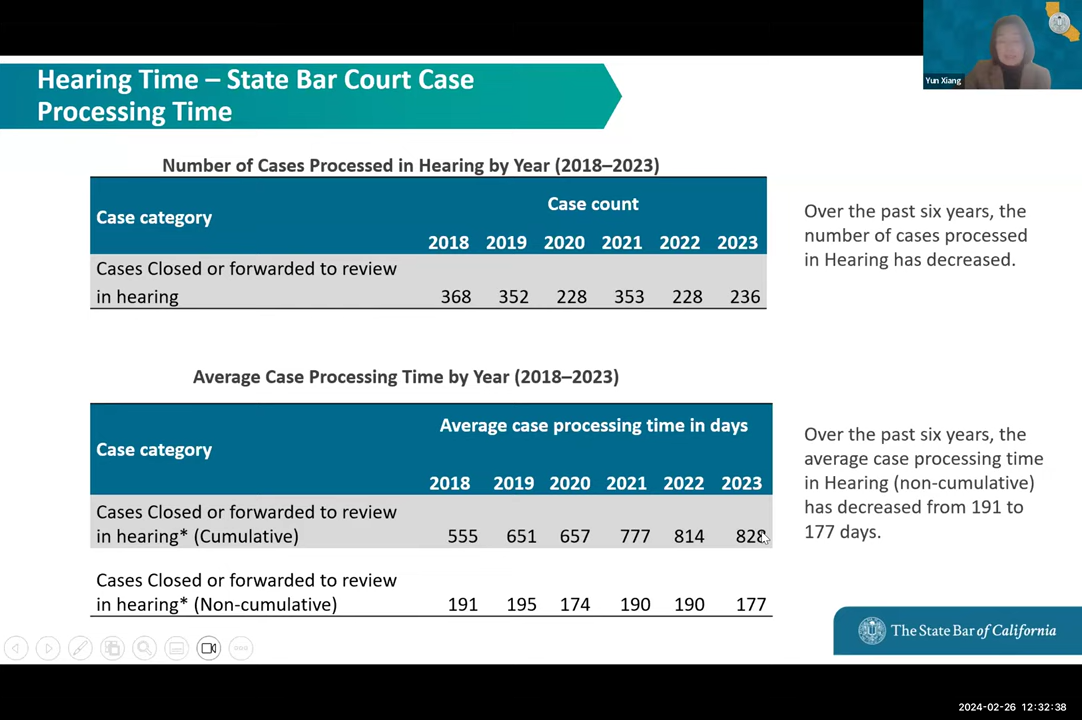 Yun Xiang
Hearing Time – State Bar Court Case
Processing Time
Number of Cases Processed in Hearing by Year (2018–2023)
Case category
Case count
2018 2019 2020 2021 2022 2023
Cases Closed or forwarded to review
in hearing 368 352 228 353 228 236
Over the past six years, the
number of cases processed
in Hearing has decreased.
Average Case Processing Time by Year (2018–2023)
Case category
Average case processing time in days
2018 2019 2020 2021 2022 2023
Cases Closed or forwarded to review
in hearing* (Cumulative) 555 651 657 777 814 828
Cases Closed or forwarded to review
in hearing* (Non-cumulative) 191 195 174 190 190 177
Over the past six years, the
average case processing time
in Hearing (non-cumulative)
has decreased from 191 to
177 days.
The State Bar of California
2024-02-26 12:32:38